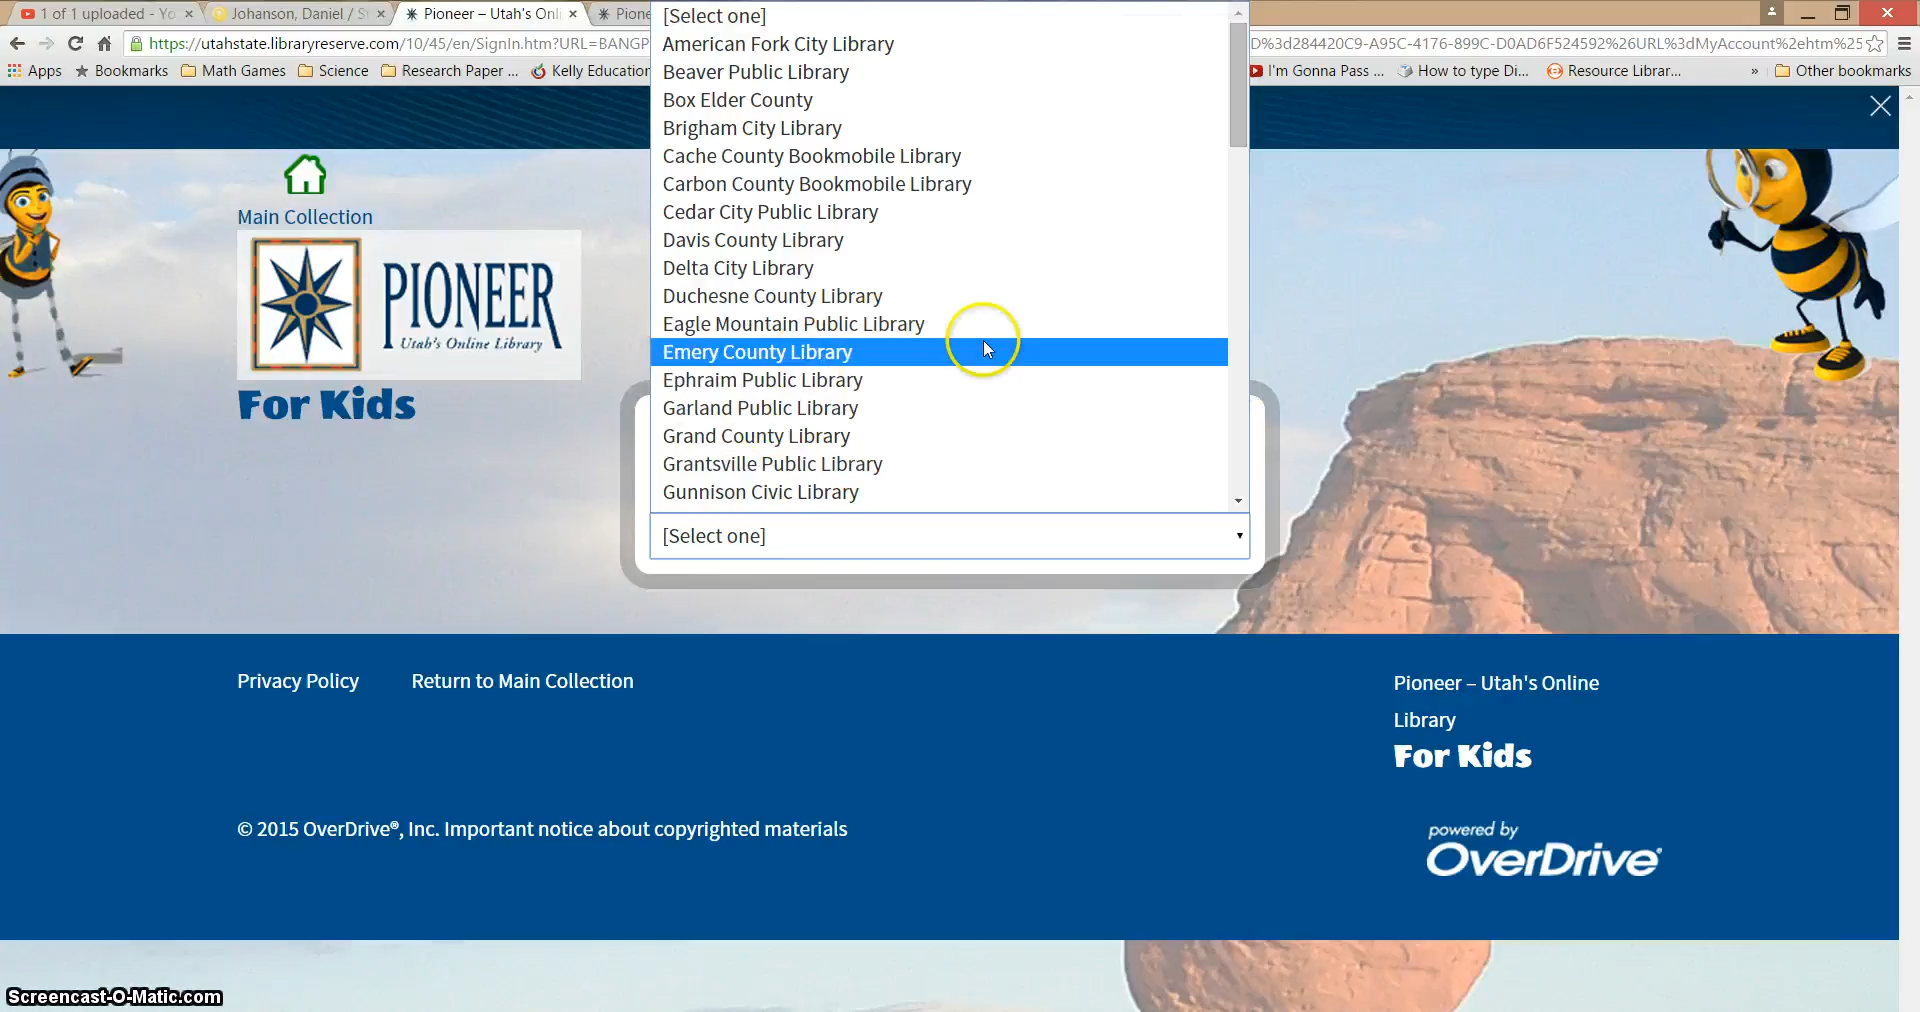 1 of 1 uploaded - Yo
Johanson, Daniel / S
Pioneer – Utah's Onl
Pione
https://utahstate.libraryreserve.com/10/45/en/SignIn.htm?URL=BANGP
D%3d284420C9-A95C-4176-899C-D0AD6F524592%26URL%3dMyAccount%2ehtm%25
Apps
Bookmarks
Math Games
Science
Research Paper ...
Kelly Education
I'm Gonna Pass ...
How to type Di...
Resource Librar...
»
Other bookmarks
[Select one]
American Fork City Library
Beaver Public Library
Box Elder County
Brigham City Library
Cache County Bookmobile Library
Carbon County Bookmobile Library
Cedar City Public Library
Davis County Library
Delta City Library
Duchesne County Library
Eagle Mountain Public Library
Emery County Library
Ephraim Public Library
Garland Public Library
Grand County Library
Grantsville Public Library
Gunnison Civic Library
[Select one]
Main Collection
PIONEER
Utah's Online Library
For Kids
Privacy Policy
Return to Main Collection
Pioneer – Utah's Online
Library
For Kids
© 2015 OverDrive®, Inc. Important notice about copyrighted materials
powered by
OverDrive®
Screencast-O-Matic.com